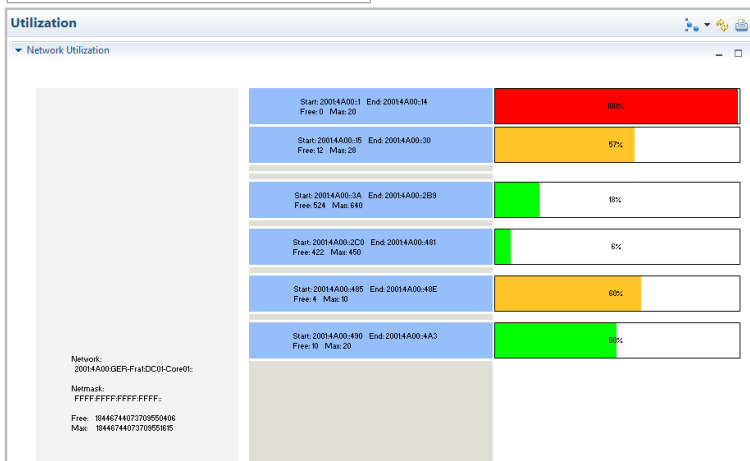 Utilization
Network Utilization
Start: 2001:4A00::1 End: 2001:4A00::14
Free: 0 Max: 20
100%
Start: 2001:4A00::15 End: 2001:4A00::30
Free: 12 Max: 28
57%
Start: 2001:4A00::3A End: 2001:4A00::2B9
Free: 524 Max: 640
18%
Start: 2001:4A00::2C0 End: 2001:4A00::481
Free: 422 Max: 450
6%
Start: 2001:4A00::485 End: 2001:4A00::48E
Free: 4 Max: 10
60%
Start: 2001:4A00::490 End: 2001:4A00::4A3
Free: 10 Max: 20
50%
Network:
2001:4A00:GER-Fra1:DC01-Core01::
Netmask:
FFFF:FFFF:FFFF:FFFF::
Free: 18446744073709550406
Max: 18446744073709551615